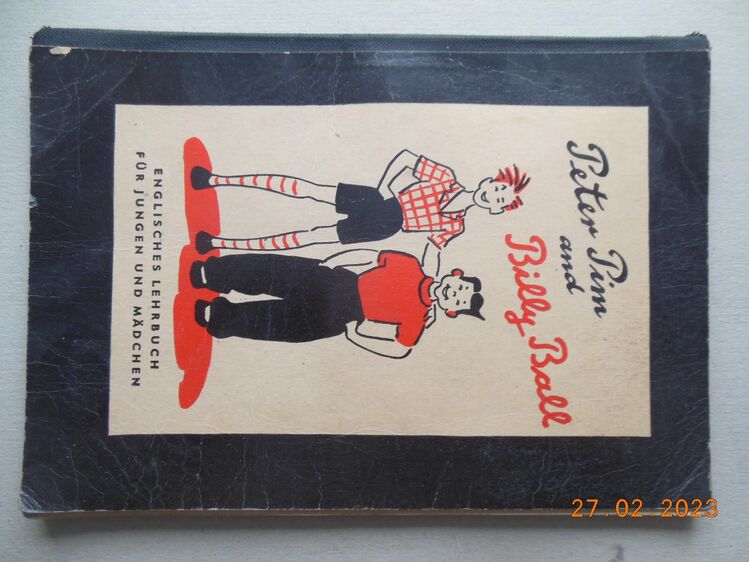 Peter Pim
and
Billy Ball
ENGLISCHES LEHRBUCH
FÜR JUNGEN UND MÄDCHEN
27.02.2023